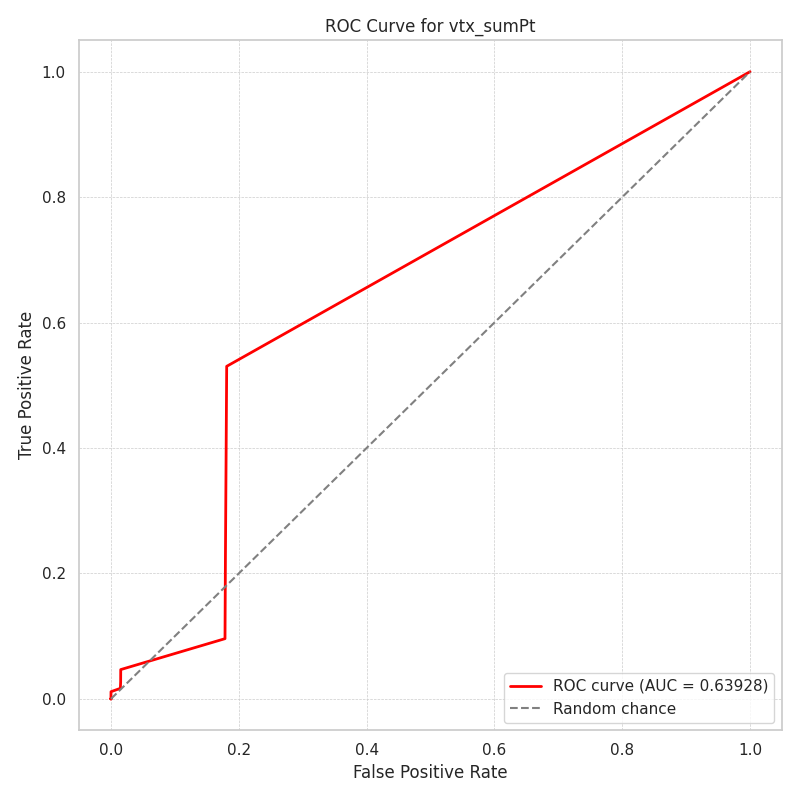 ROC Curve for vtx_sumPt
True Positive Rate
1.0
0.8
0.6
0.4
0.2
0.0
ROC curve (AUC = 0.63928)
Random chance
0.0 0.2 0.4 0.6 0.8 1.0
False Positive Rate